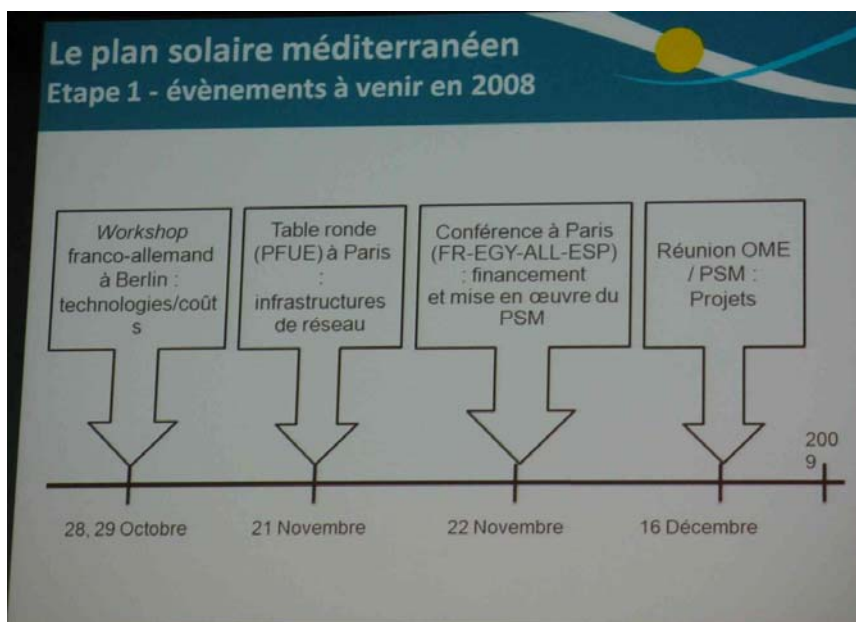 Le plan solaire méditerranéen
Etape 1 - évènements à venir en 2008
Workshop
franco-allemand
à Berlin :
technologies/coût
s
Table ronde
(PFUE) à Paris
:
infrastructures
de réseau
Conférence à Paris
(FR-EGY-ALL-ESP)
: financement
et mise en œuvre du
PSM
Réunion OME
/ PSM :
Projets
200
9
28, 29 Octobre
21 Novembre
22 Novembre
16 Décembre